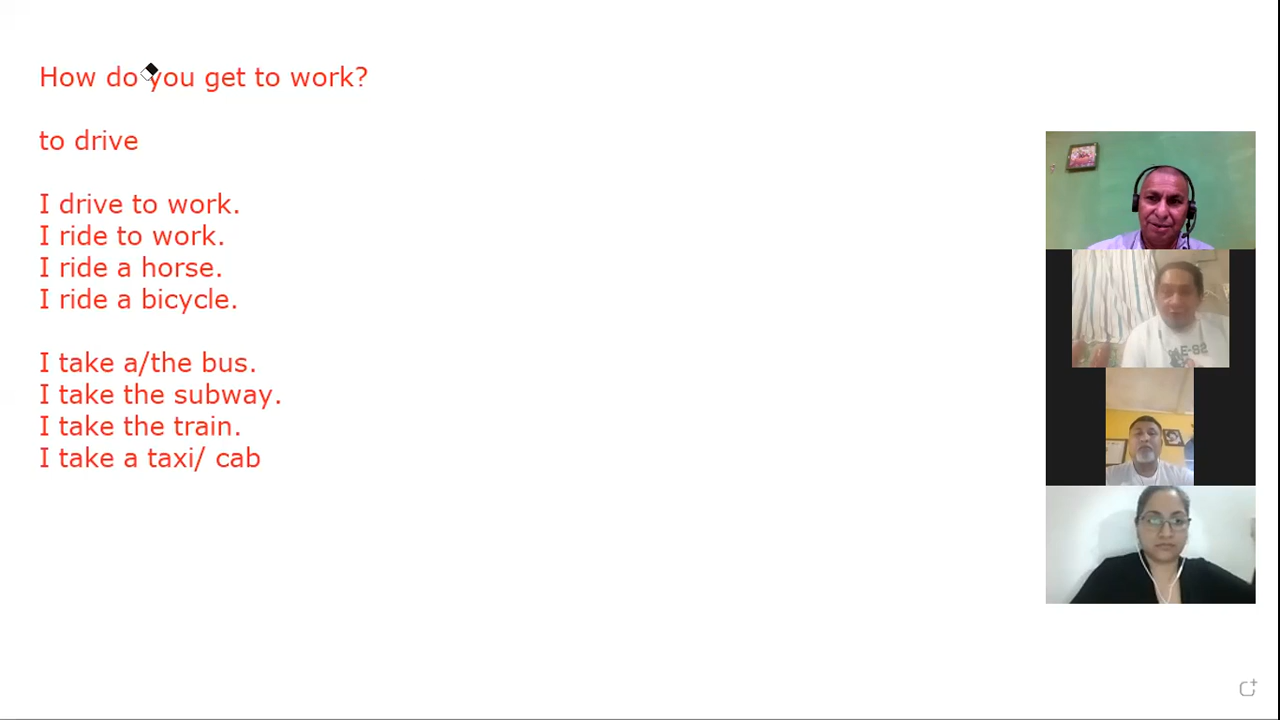 How do you get to work?
to drive
I drive to work.
I ride to work.
I ride a horse.
I ride a bicycle.
I take a/the bus.
I take the subway.
I take the train.
I take a taxi/ cab